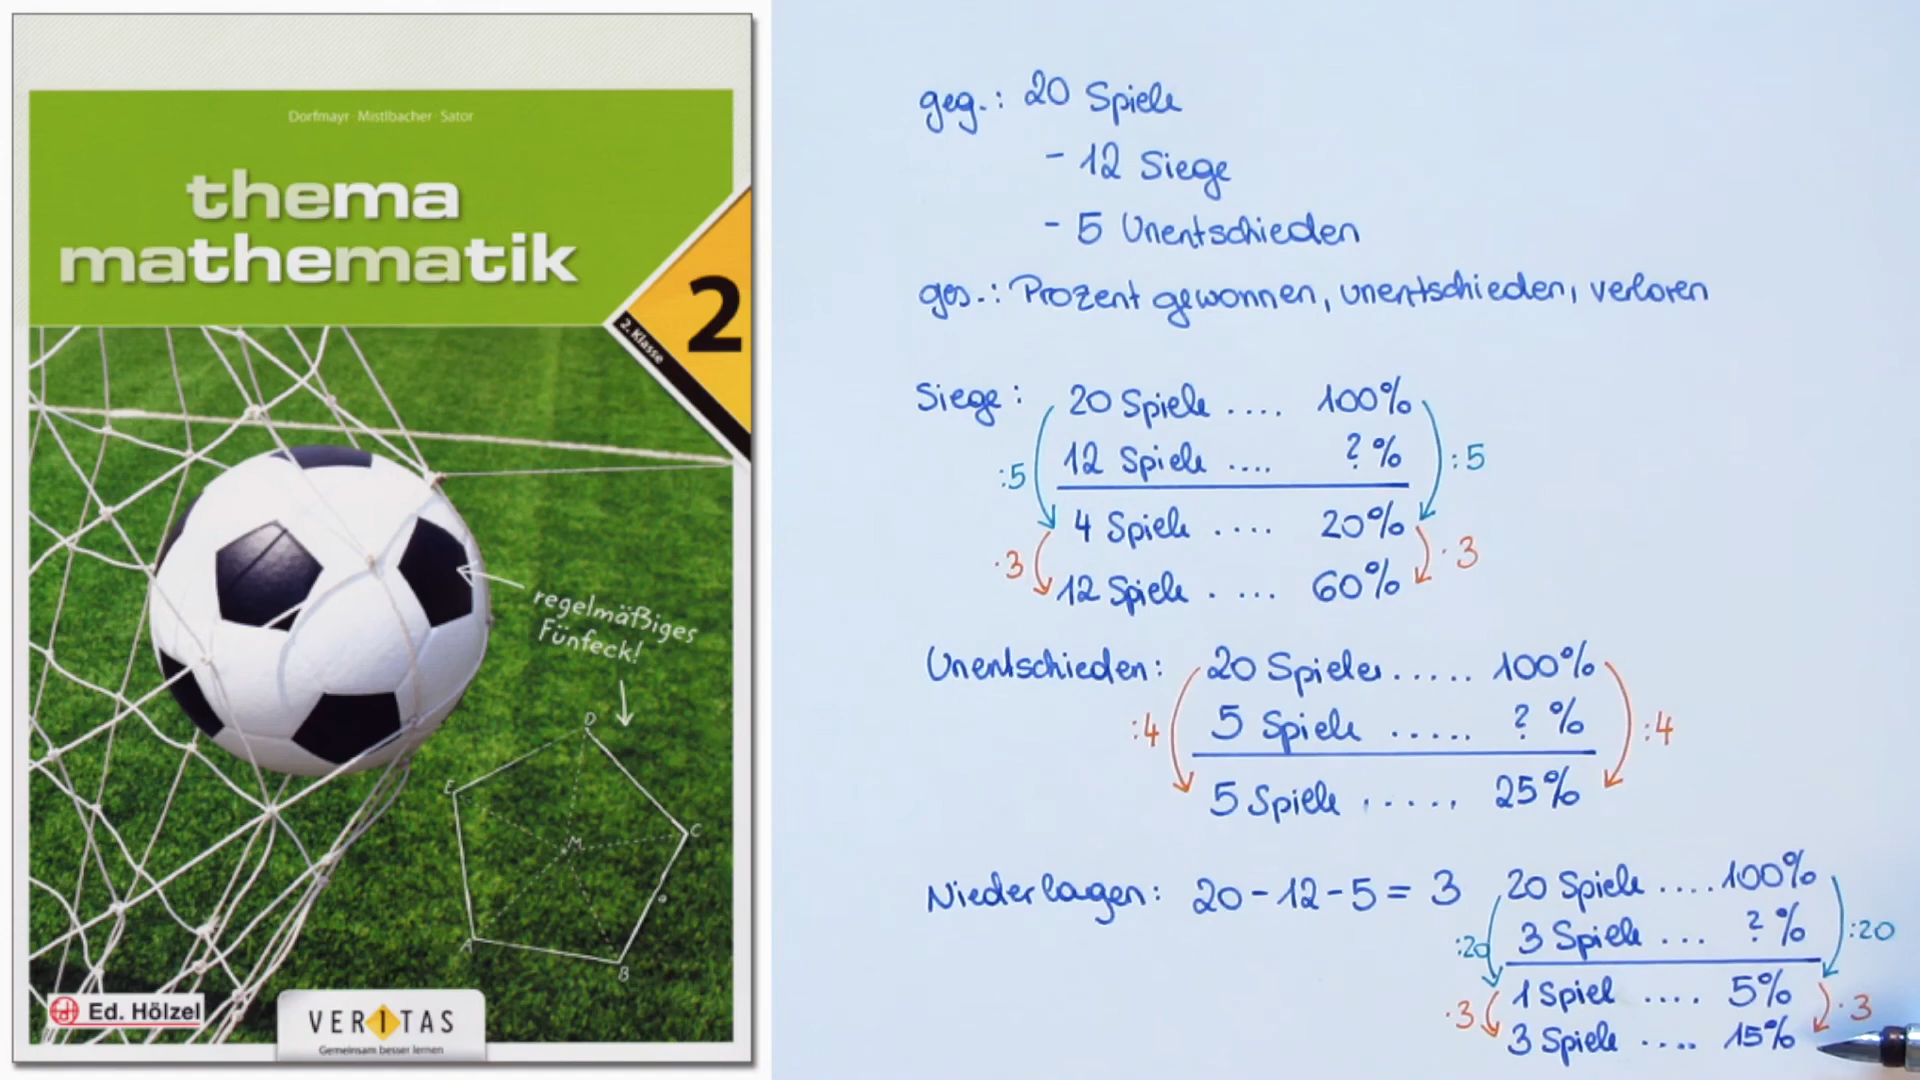 Dorfmayr · Mistlbacher · Sator
thema
mathematik
2
2. Klasse
regelmäßiges
Fünfeck!
D
E
C
M
a
A
B
Ed. Hölzel
VERITAS
Gemeinsam besser lernen
geg.: 20 Spiele
- 12 Siege
- 5 Unentschieden
ges.: Prozent gewonnen, unentschieden, verloren
Siege: 20 Spiele .... 100%
12 Spiele .... ? %
:5 :5
4 Spiele .... 20%
·3 ·3
12 Spiele . ... 60%
Unentschieden: 20 Spieler ..... 100%
5 Spiele ..... ? %
:4 :4
5 Spiele ..... 25%
Niederlagen: 20 - 12 - 5 = 3 20 Spiele .... 100%
3 Spiele ... ? %
:20 :20
1 Spiel .... 5%
·3 ·3
3 Spiele .... 15%